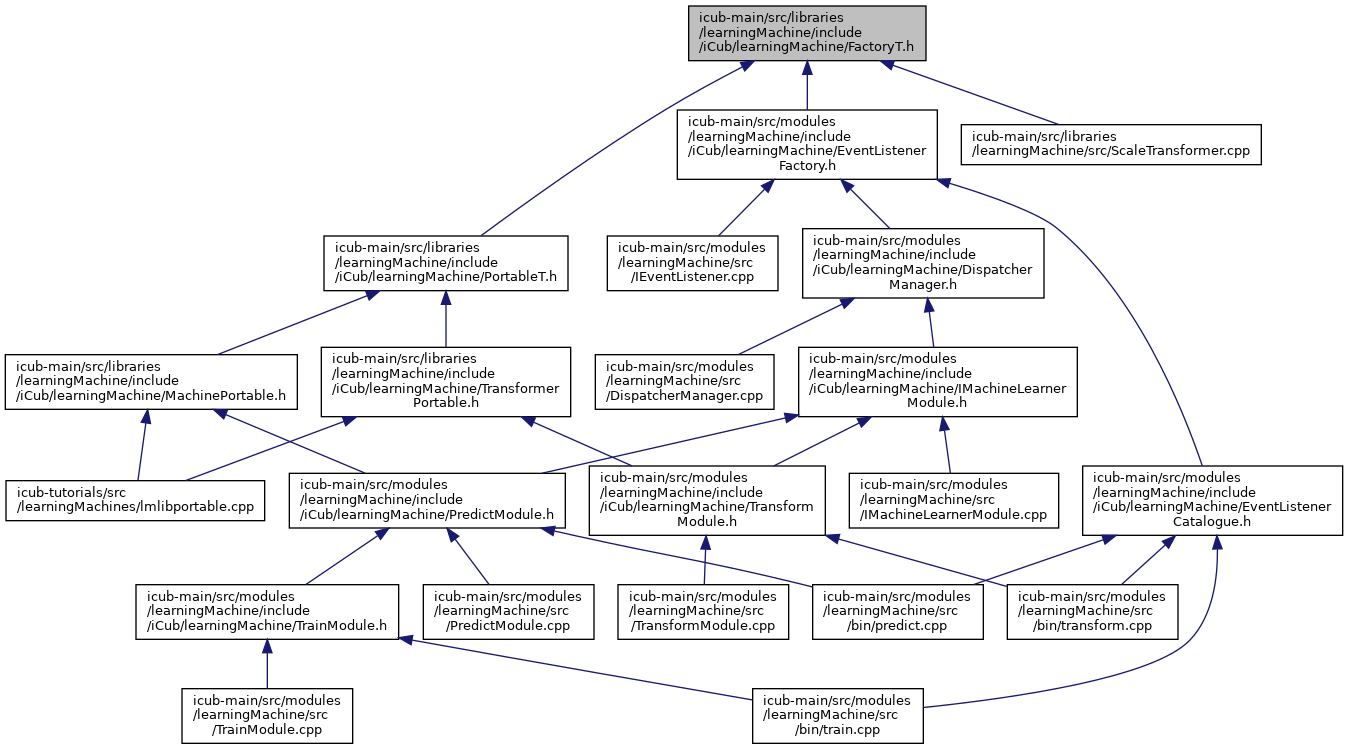 icub-main/src/libraries
/learningMachine/include
/iCub/learningMachine/FactoryT.h
icub-main/src/modules
/learningMachine/include
/iCub/learningMachine/EventListener
Factory.h
icub-main/src/libraries
/learningMachine/src/ScaleTransformer.cpp
icub-main/src/libraries
/learningMachine/include
/iCub/learningMachine/PortableT.h
icub-main/src/modules
/learningMachine/src
/IEventListener.cpp
icub-main/src/modules
/learningMachine/include
/iCub/learningMachine/Dispatcher
Manager.h
icub-main/src/libraries
/learningMachine/include
/iCub/learningMachine/MachinePortable.h
icub-main/src/libraries
/learningMachine/include
/iCub/learningMachine/Transformer
Portable.h
icub-main/src/modules
/learningMachine/src
/DispatcherManager.cpp
icub-main/src/modules
/learningMachine/include
/iCub/learningMachine/IMachineLearner
Module.h
icub-tutorials/src
/learningMachines/lmlibportable.cpp
icub-main/src/modules
/learningMachine/include
/iCub/learningMachine/PredictModule.h
icub-main/src/modules
/learningMachine/include
/iCub/learningMachine/Transform
Module.h
icub-main/src/modules
/learningMachine/src
/IMachineLearnerModule.cpp
icub-main/src/modules
/learningMachine/include
/iCub/learningMachine/EventListener
Catalogue.h
icub-main/src/modules
/learningMachine/include
/iCub/learningMachine/TrainModule.h
icub-main/src/modules
/learningMachine/src
/PredictModule.cpp
icub-main/src/modules
/learningMachine/src
/TransformModule.cpp
icub-main/src/modules
/learningMachine/src
/bin/predict.cpp
icub-main/src/modules
/learningMachine/src
/bin/transform.cpp
icub-main/src/modules
/learningMachine/src
/TrainModule.cpp
icub-main/src/modules
/learningMachine/src
/bin/train.cpp